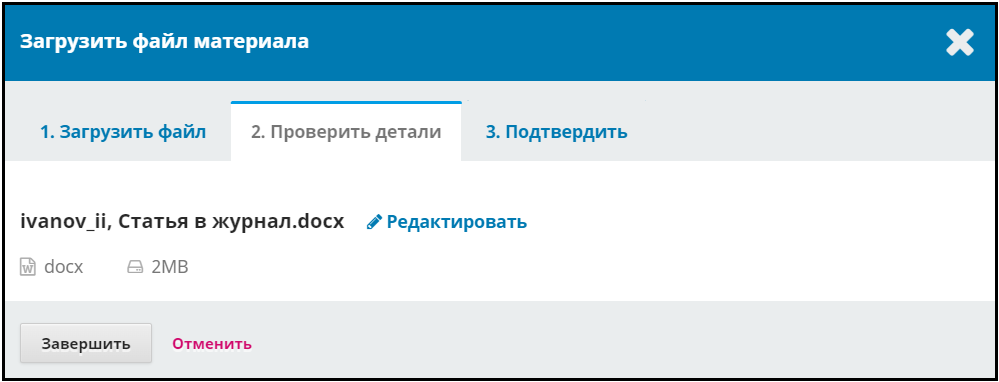 Загрузить файл материала
1. Загрузить файл 2. Проверить детали 3. Подтвердить
ivanov_ii, Статья в журнал.docx Редактировать
docx 2MB
Завершить Отменить